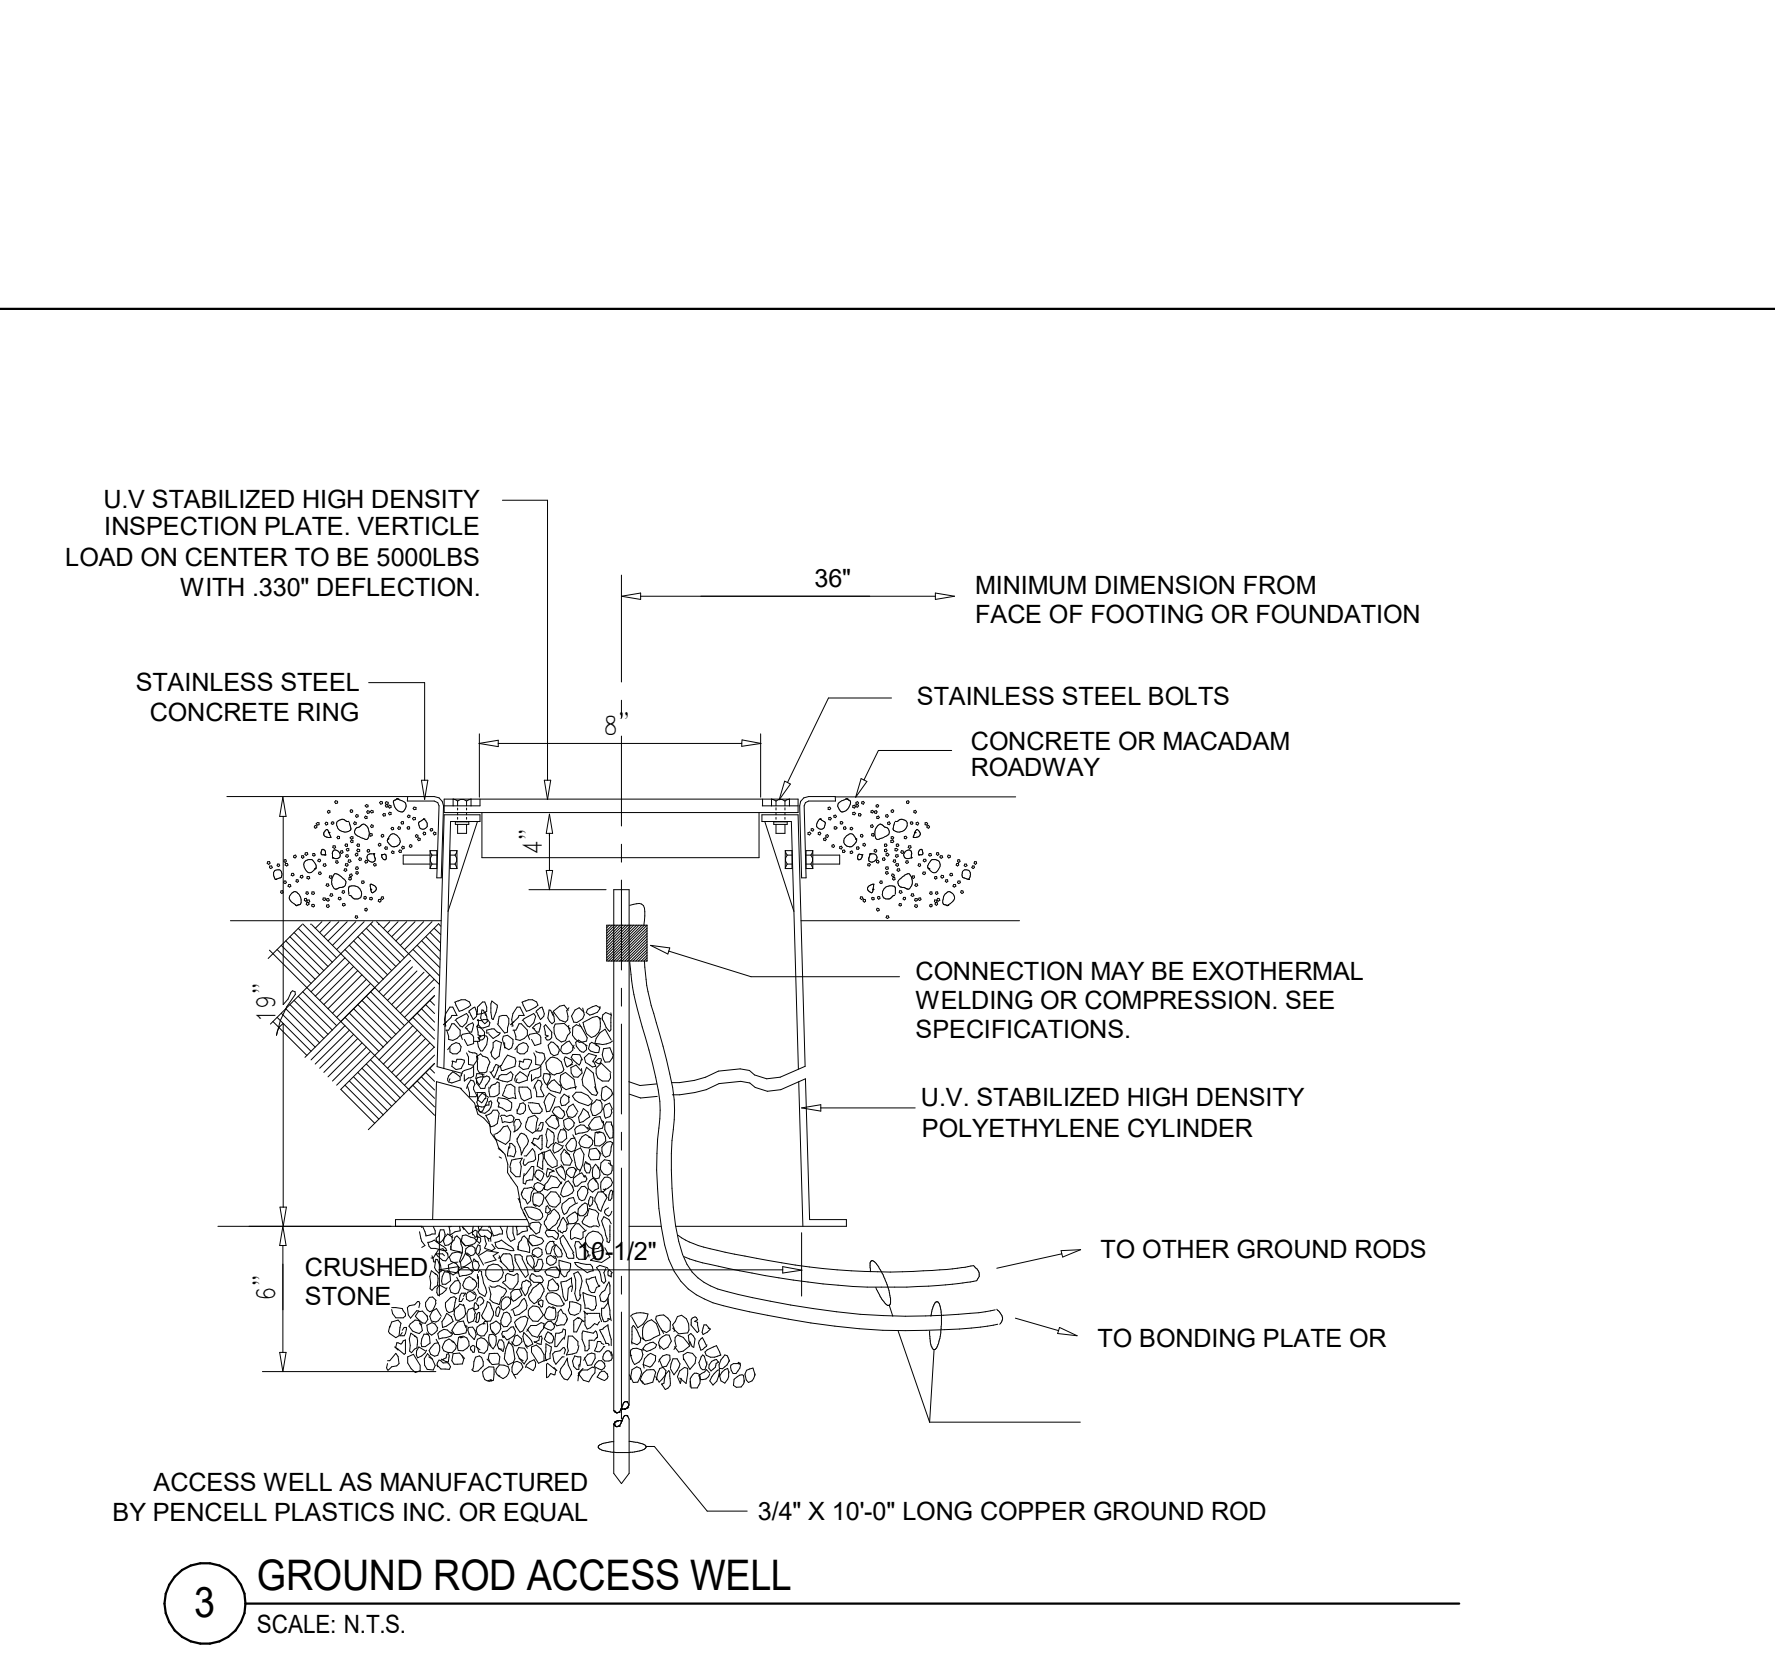 U.V STABILIZED HIGH DENSITY
INSPECTION PLATE. VERTICLE
LOAD ON CENTER TO BE 5000LBS
WITH .330" DEFLECTION.
36"
MINIMUM DIMENSION FROM
FACE OF FOOTING OR FOUNDATION
STAINLESS STEEL
CONCRETE RING
8"
STAINLESS STEEL BOLTS
CONCRETE OR MACADAM
ROADWAY
4"
19"
CONNECTION MAY BE EXOTHERMAL
WELDING OR COMPRESSION. SEE
SPECIFICATIONS.
U.V. STABILIZED HIGH DENSITY
POLYETHYLENE CYLINDER
10-1/2"
6"
CRUSHED
STONE
TO OTHER GROUND RODS
TO BONDING PLATE OR
ACCESS WELL AS MANUFACTURED
BY PENCELL PLASTICS INC. OR EQUAL
3/4" X 10'-0" LONG COPPER GROUND ROD
3
GROUND ROD ACCESS WELL
SCALE: N.T.S.